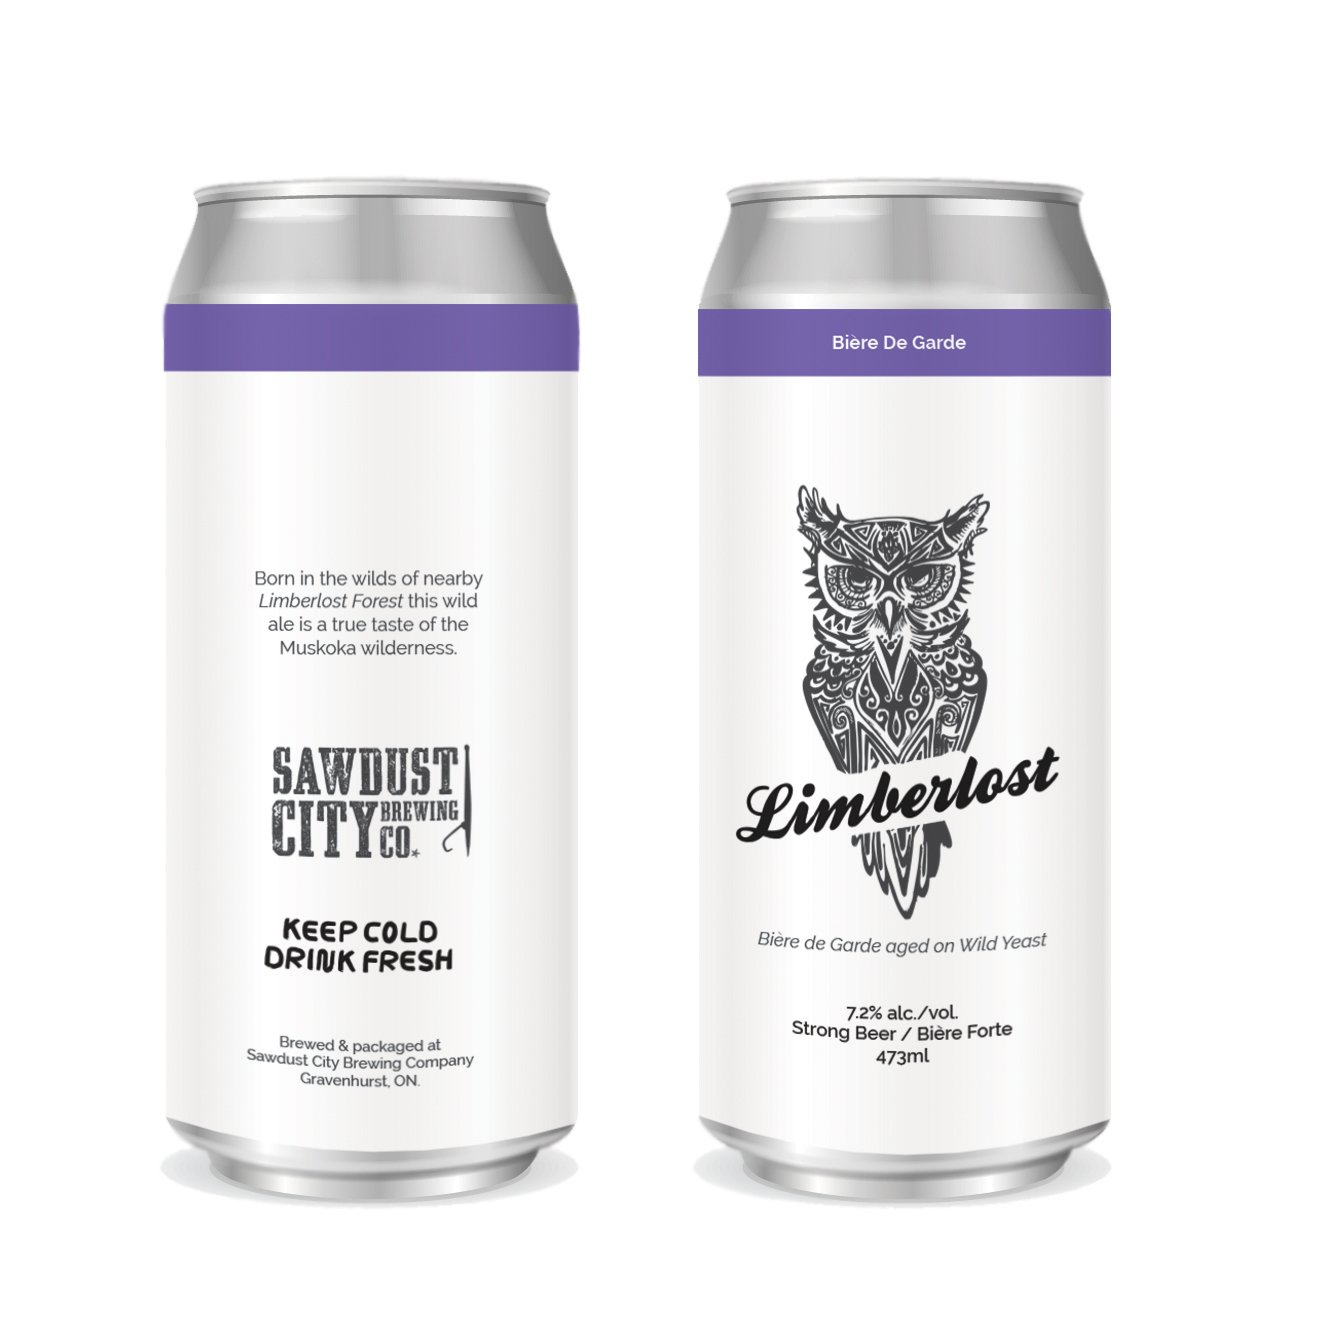 Born in the wilds of nearby
Limberlost Forest this wild
ale is a true taste of the
Muskoka wilderness.
SAWDUST
CITY BREWING CO.
KEEP COLD
DRINK FRESH
Brewed & packaged at
Sawdust City Brewing Company
Gravenhurst, ON.
Bière De Garde
Limberlost
Bière de Garde aged on Wild Yeast
7.2% alc./vol.
Strong Beer / Bière Forte
473ml